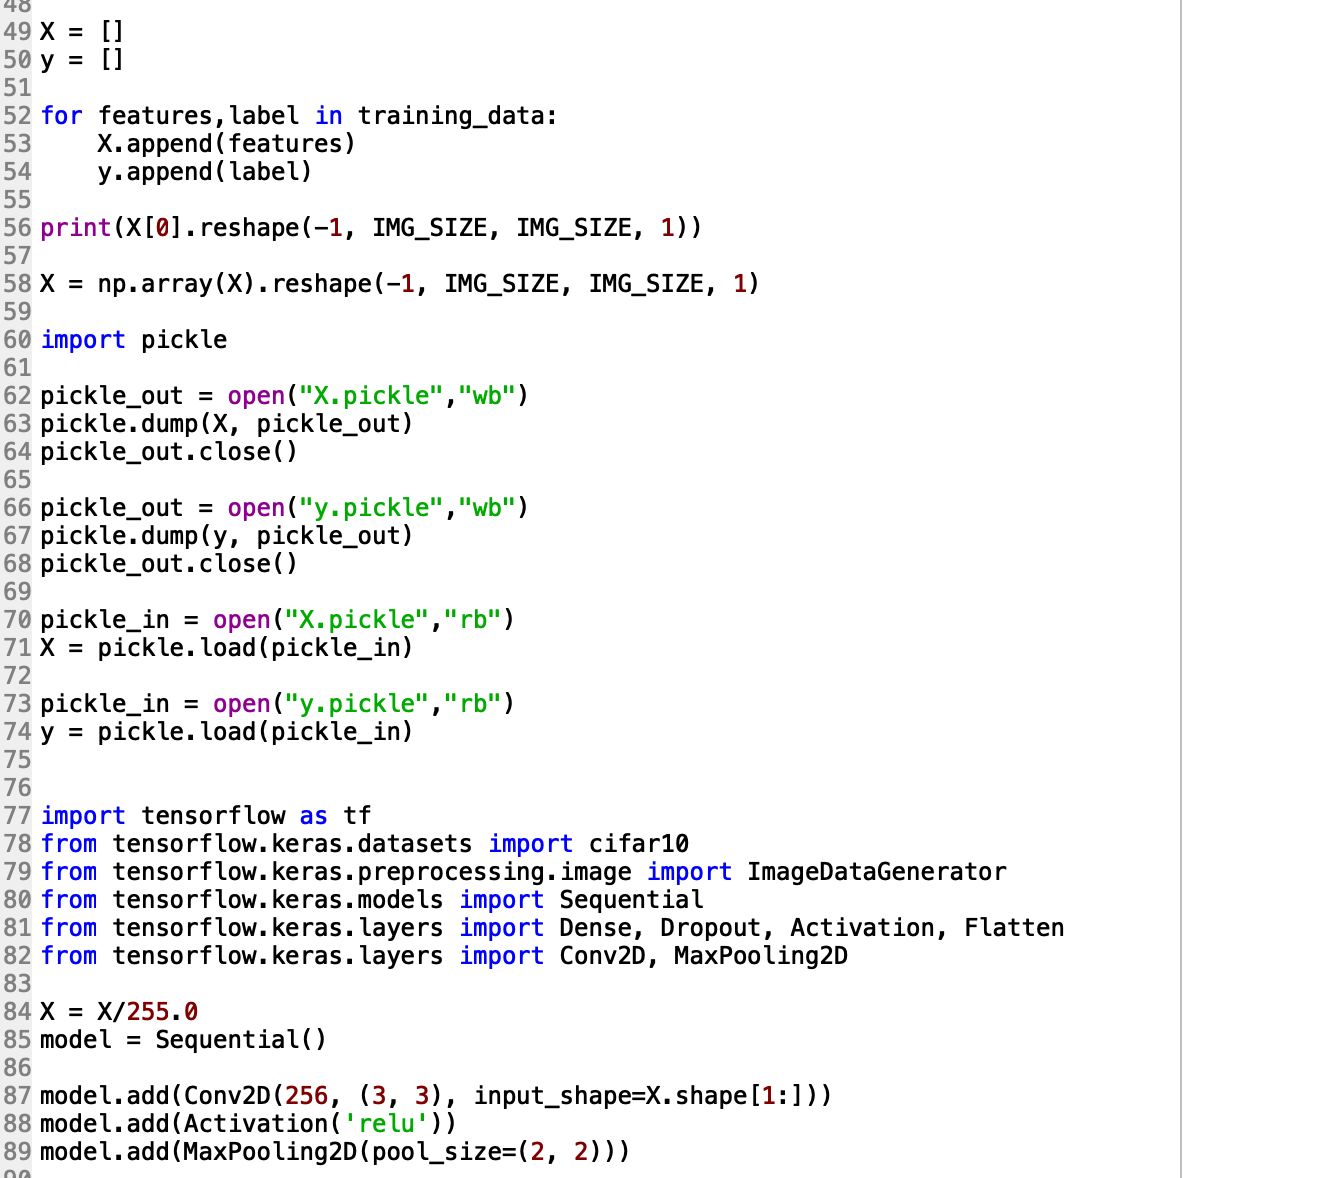 48
49 X = []
50 y = []
51
52 for features,label in training_data:
53     X.append(features)
54     y.append(label)
55
56 print(X[0].reshape(-1, IMG_SIZE, IMG_SIZE, 1))
57
58 X = np.array(X).reshape(-1, IMG_SIZE, IMG_SIZE, 1)
59
60 import pickle
61
62 pickle_out = open("X.pickle","wb")
63 pickle.dump(X, pickle_out)
64 pickle_out.close()
65
66 pickle_out = open("y.pickle","wb")
67 pickle.dump(y, pickle_out)
68 pickle_out.close()
69
70 pickle_in = open("X.pickle","rb")
71 X = pickle.load(pickle_in)
72
73 pickle_in = open("y.pickle","rb")
74 y = pickle.load(pickle_in)
75
76
77 import tensorflow as tf
78 from tensorflow.keras.datasets import cifar10
79 from tensorflow.keras.preprocessing.image import ImageDataGenerator
80 from tensorflow.keras.models import Sequential
81 from tensorflow.keras.layers import Dense, Dropout, Activation, Flatten
82 from tensorflow.keras.layers import Conv2D, MaxPooling2D
83
84 X = X/255.0
85 model = Sequential()
86
87 model.add(Conv2D(256, (3, 3), input_shape=X.shape[1:]))
88 model.add(Activation('relu'))
89 model.add(MaxPooling2D(pool_size=(2, 2)))
90